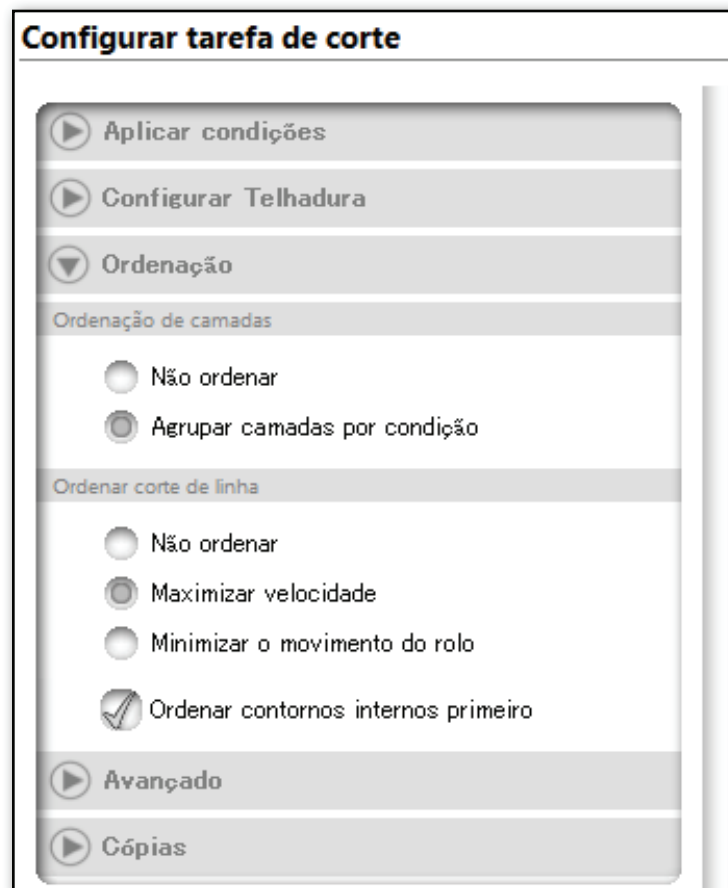 Configurar tarefa de corte
Aplicar condições
Configurar Telhadura
Ordenação
Ordenação de camadas
Não ordenar
Agrupar camadas por condição
Ordenar corte de linha
Não ordenar
Maximizar velocidade
Minimizar o movimento do rolo
Ordenar contornos internos primeiro
Avançado
Cópias